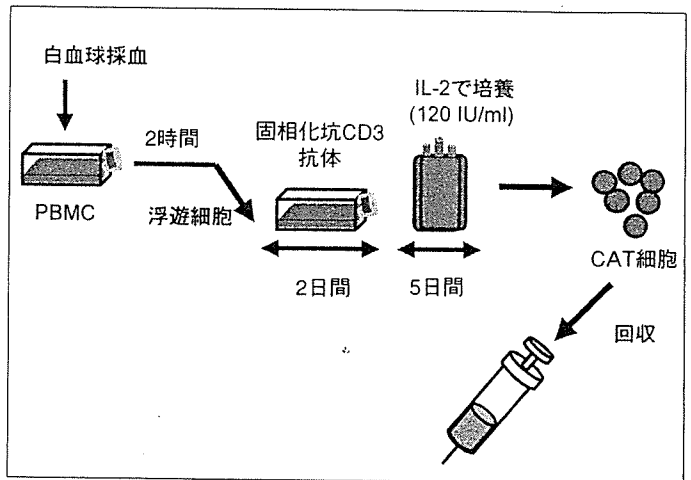 白血球採血
PBMC
2時間
浮遊細胞
固相化坑CD3
抗体
2日間
IL-2で培養
(120 IU/ml)
5日間
CAT細胞
回収